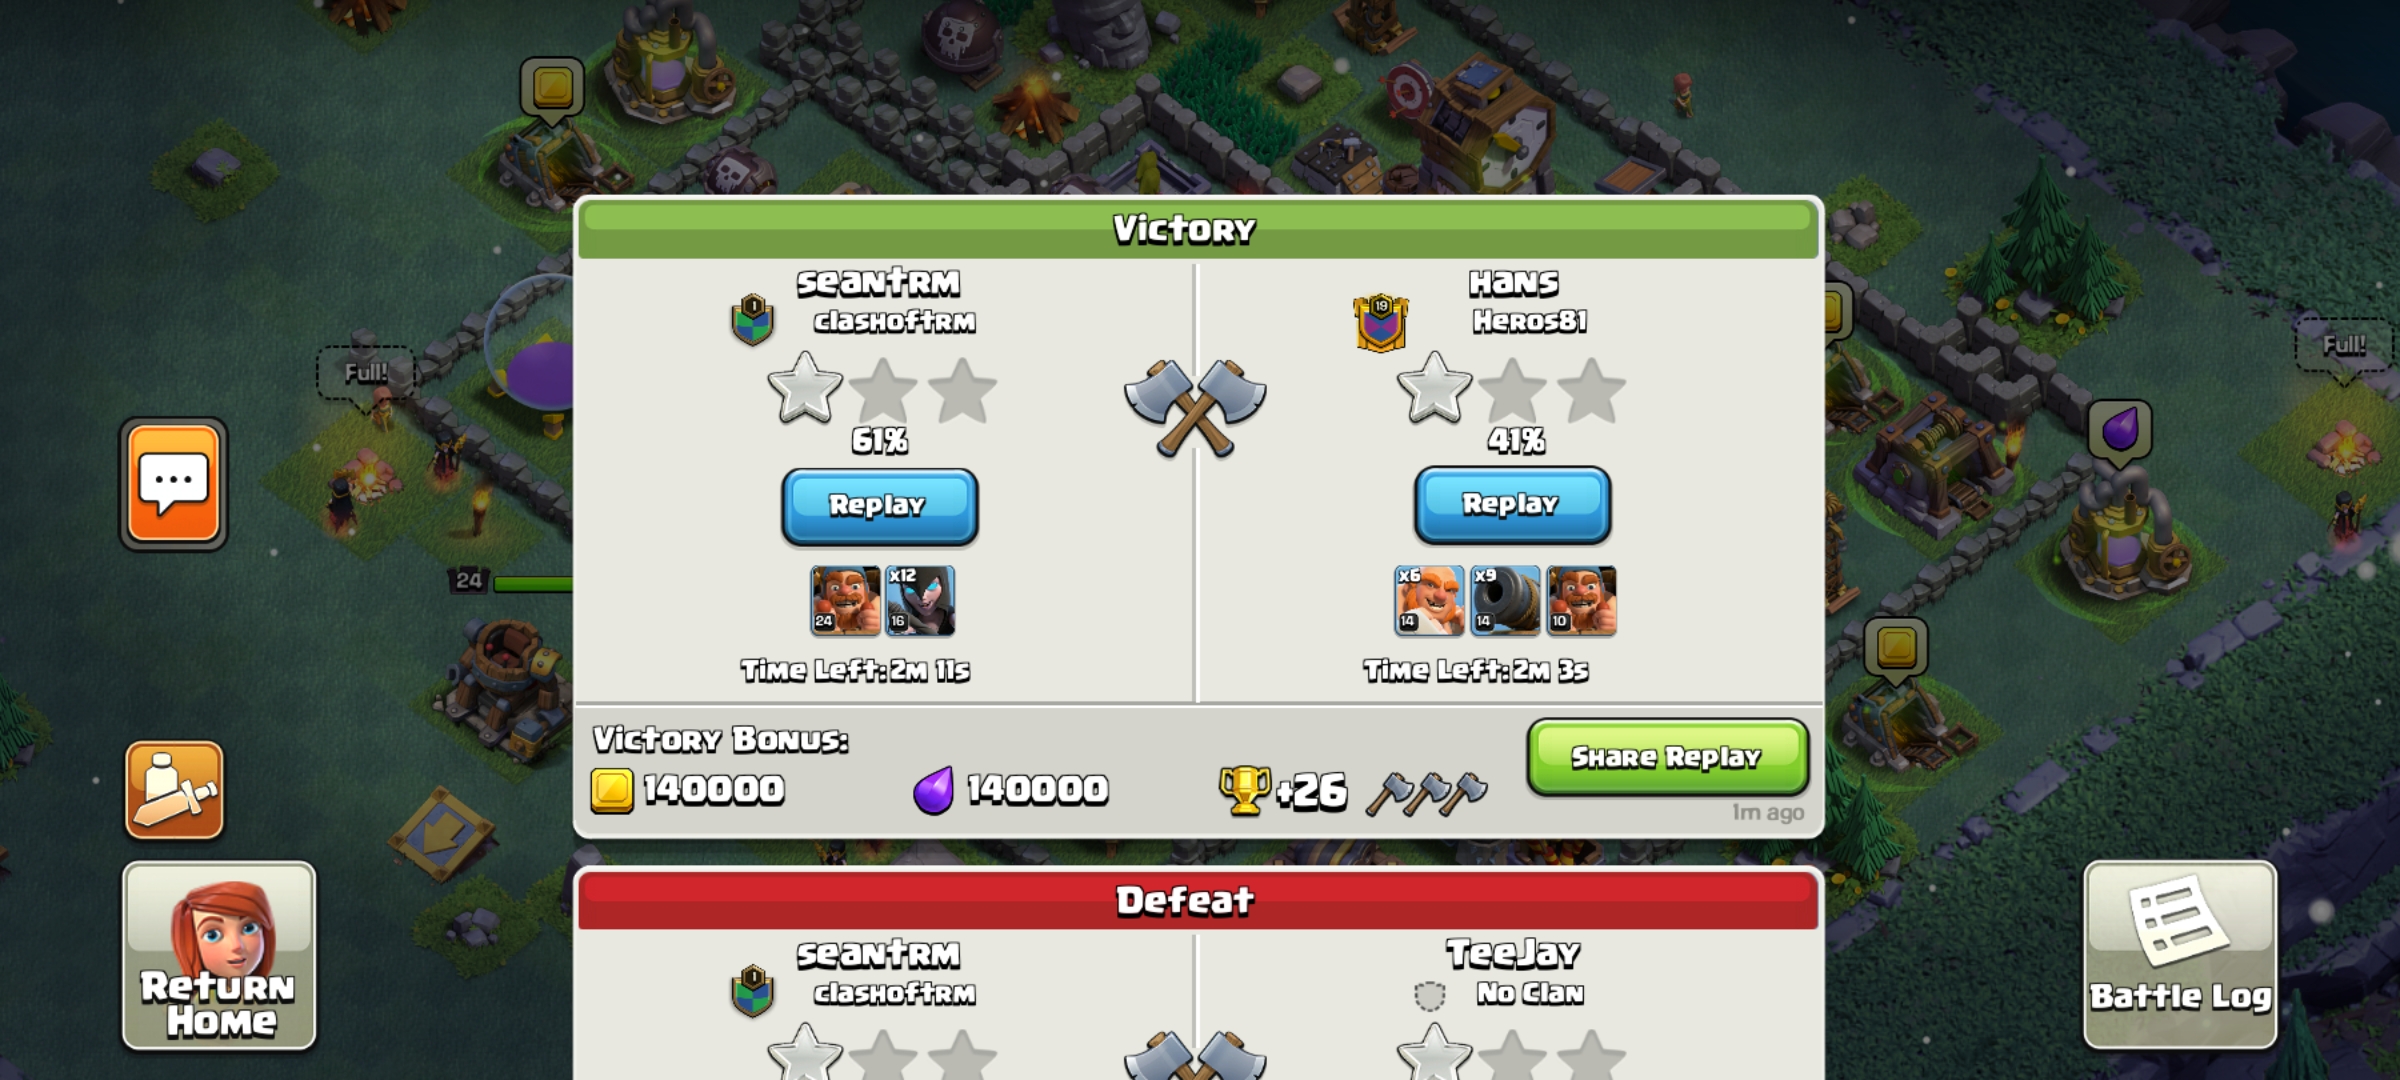 Victory
seantRM
clashoftRM
61%
Replay
24
x12
16
Time Left: 2m 11s
Hans
Heros81
19
41%
Replay
x6
14
x9
14
10
Time Left: 2m 3s
Victory Bonus:
140000
140000
+26
Share Replay
1m ago
Defeat
seantRM
clashoftRM
TeeJay
No Clan
Full!
Full!
24
Return
Home
Battle Log